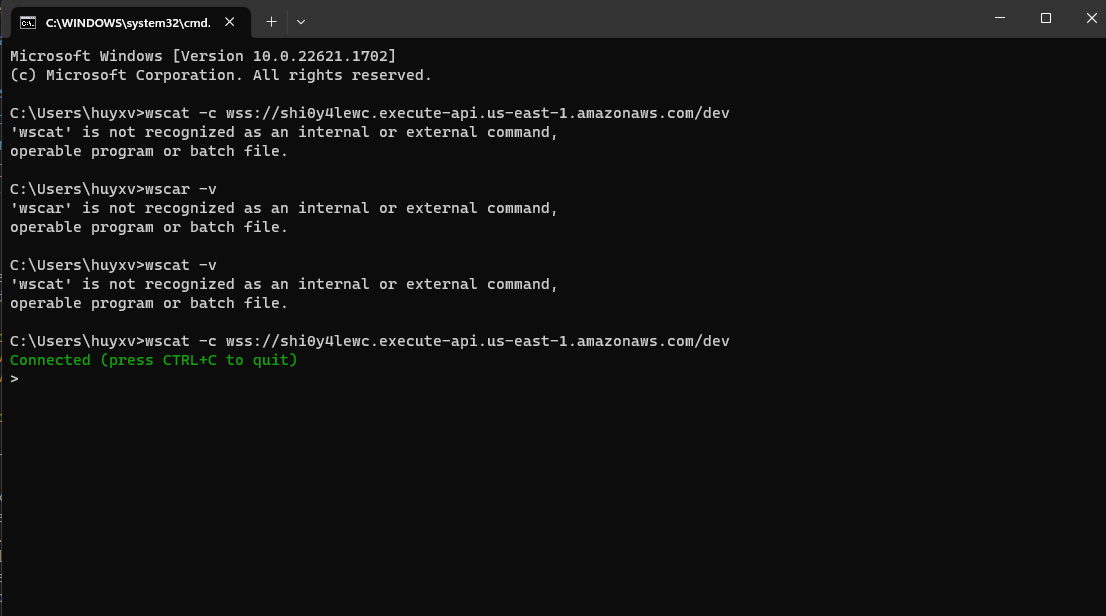 C:\WINDOWS\system32\cmd.
Microsoft Windows [Version 10.0.22621.1702]
(c) Microsoft Corporation. All rights reserved.
C:\Users\huyxv>wscat -c wss://shi0y4lewc.execute-api.us-east-1.amazonaws.com/dev
'wscat' is not recognized as an internal or external command,
operable program or batch file.
C:\Users\huyxv>wscar -v
'wscar' is not recognized as an internal or external command,
operable program or batch file.
C:\Users\huyxv>wscat -v
'wscat' is not recognized as an internal or external command,
operable program or batch file.
C:\Users\huyxv>wscat -c wss://shi0y4lewc.execute-api.us-east-1.amazonaws.com/dev
Connected (press CTRL+C to quit)
>